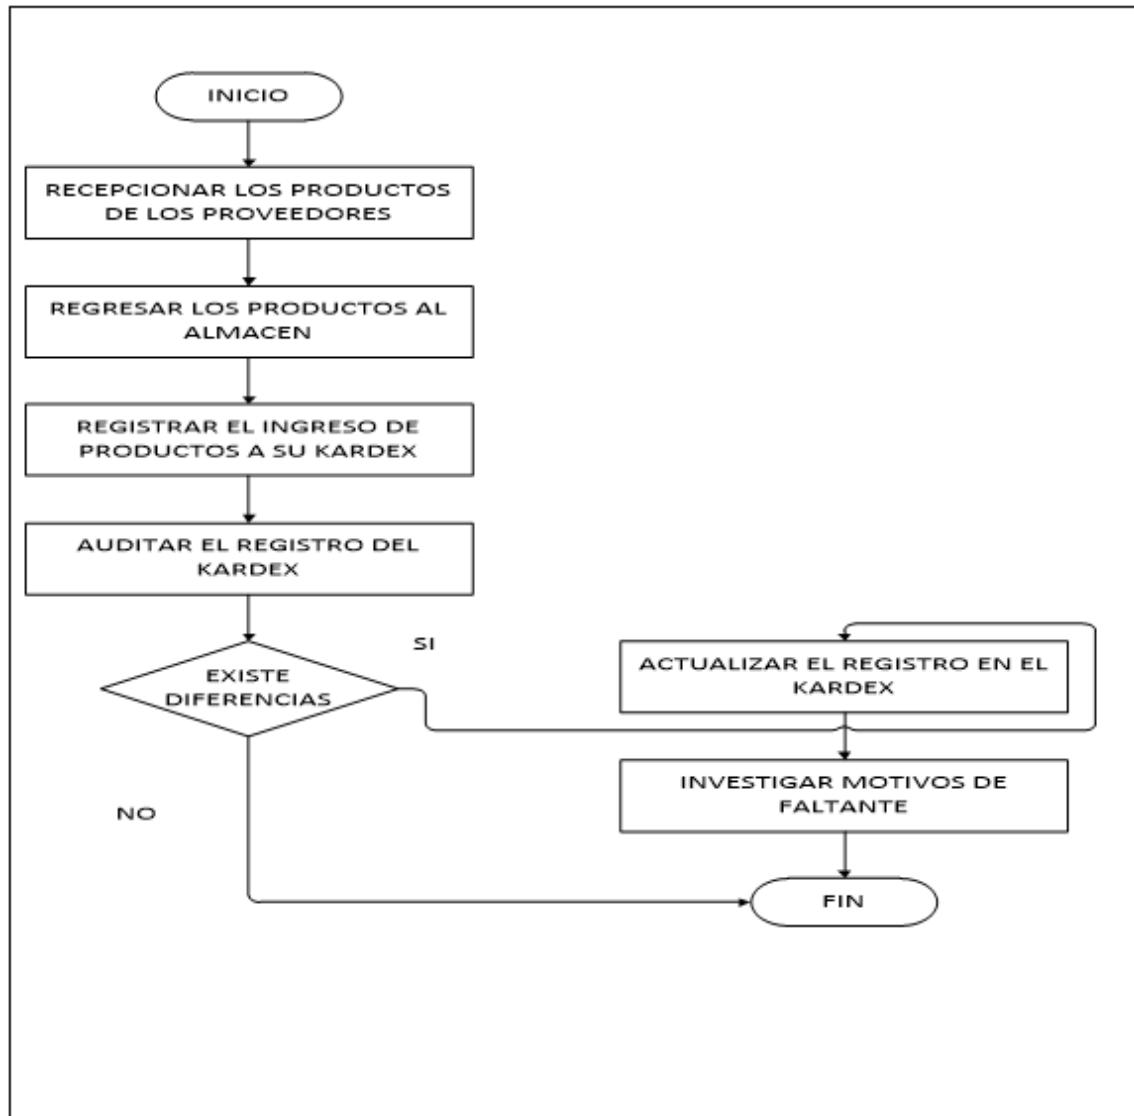 INICIO
RECEPCIONAR LOS PRODUCTOS
DE LOS PROVEEDORES
REGRESAR LOS PRODUCTOS AL
ALMACEN
REGISTRAR EL INGRESO DE
PRODUCTOS A SU KARDEX
AUDITAR EL REGISTRO DEL
KARDEX
EXISTE
DIFERENCIAS
SI
ACTUALIZAR EL REGISTRO EN EL
KARDEX
INVESTIGAR MOTIVOS DE
FALTANTE
NO
FIN